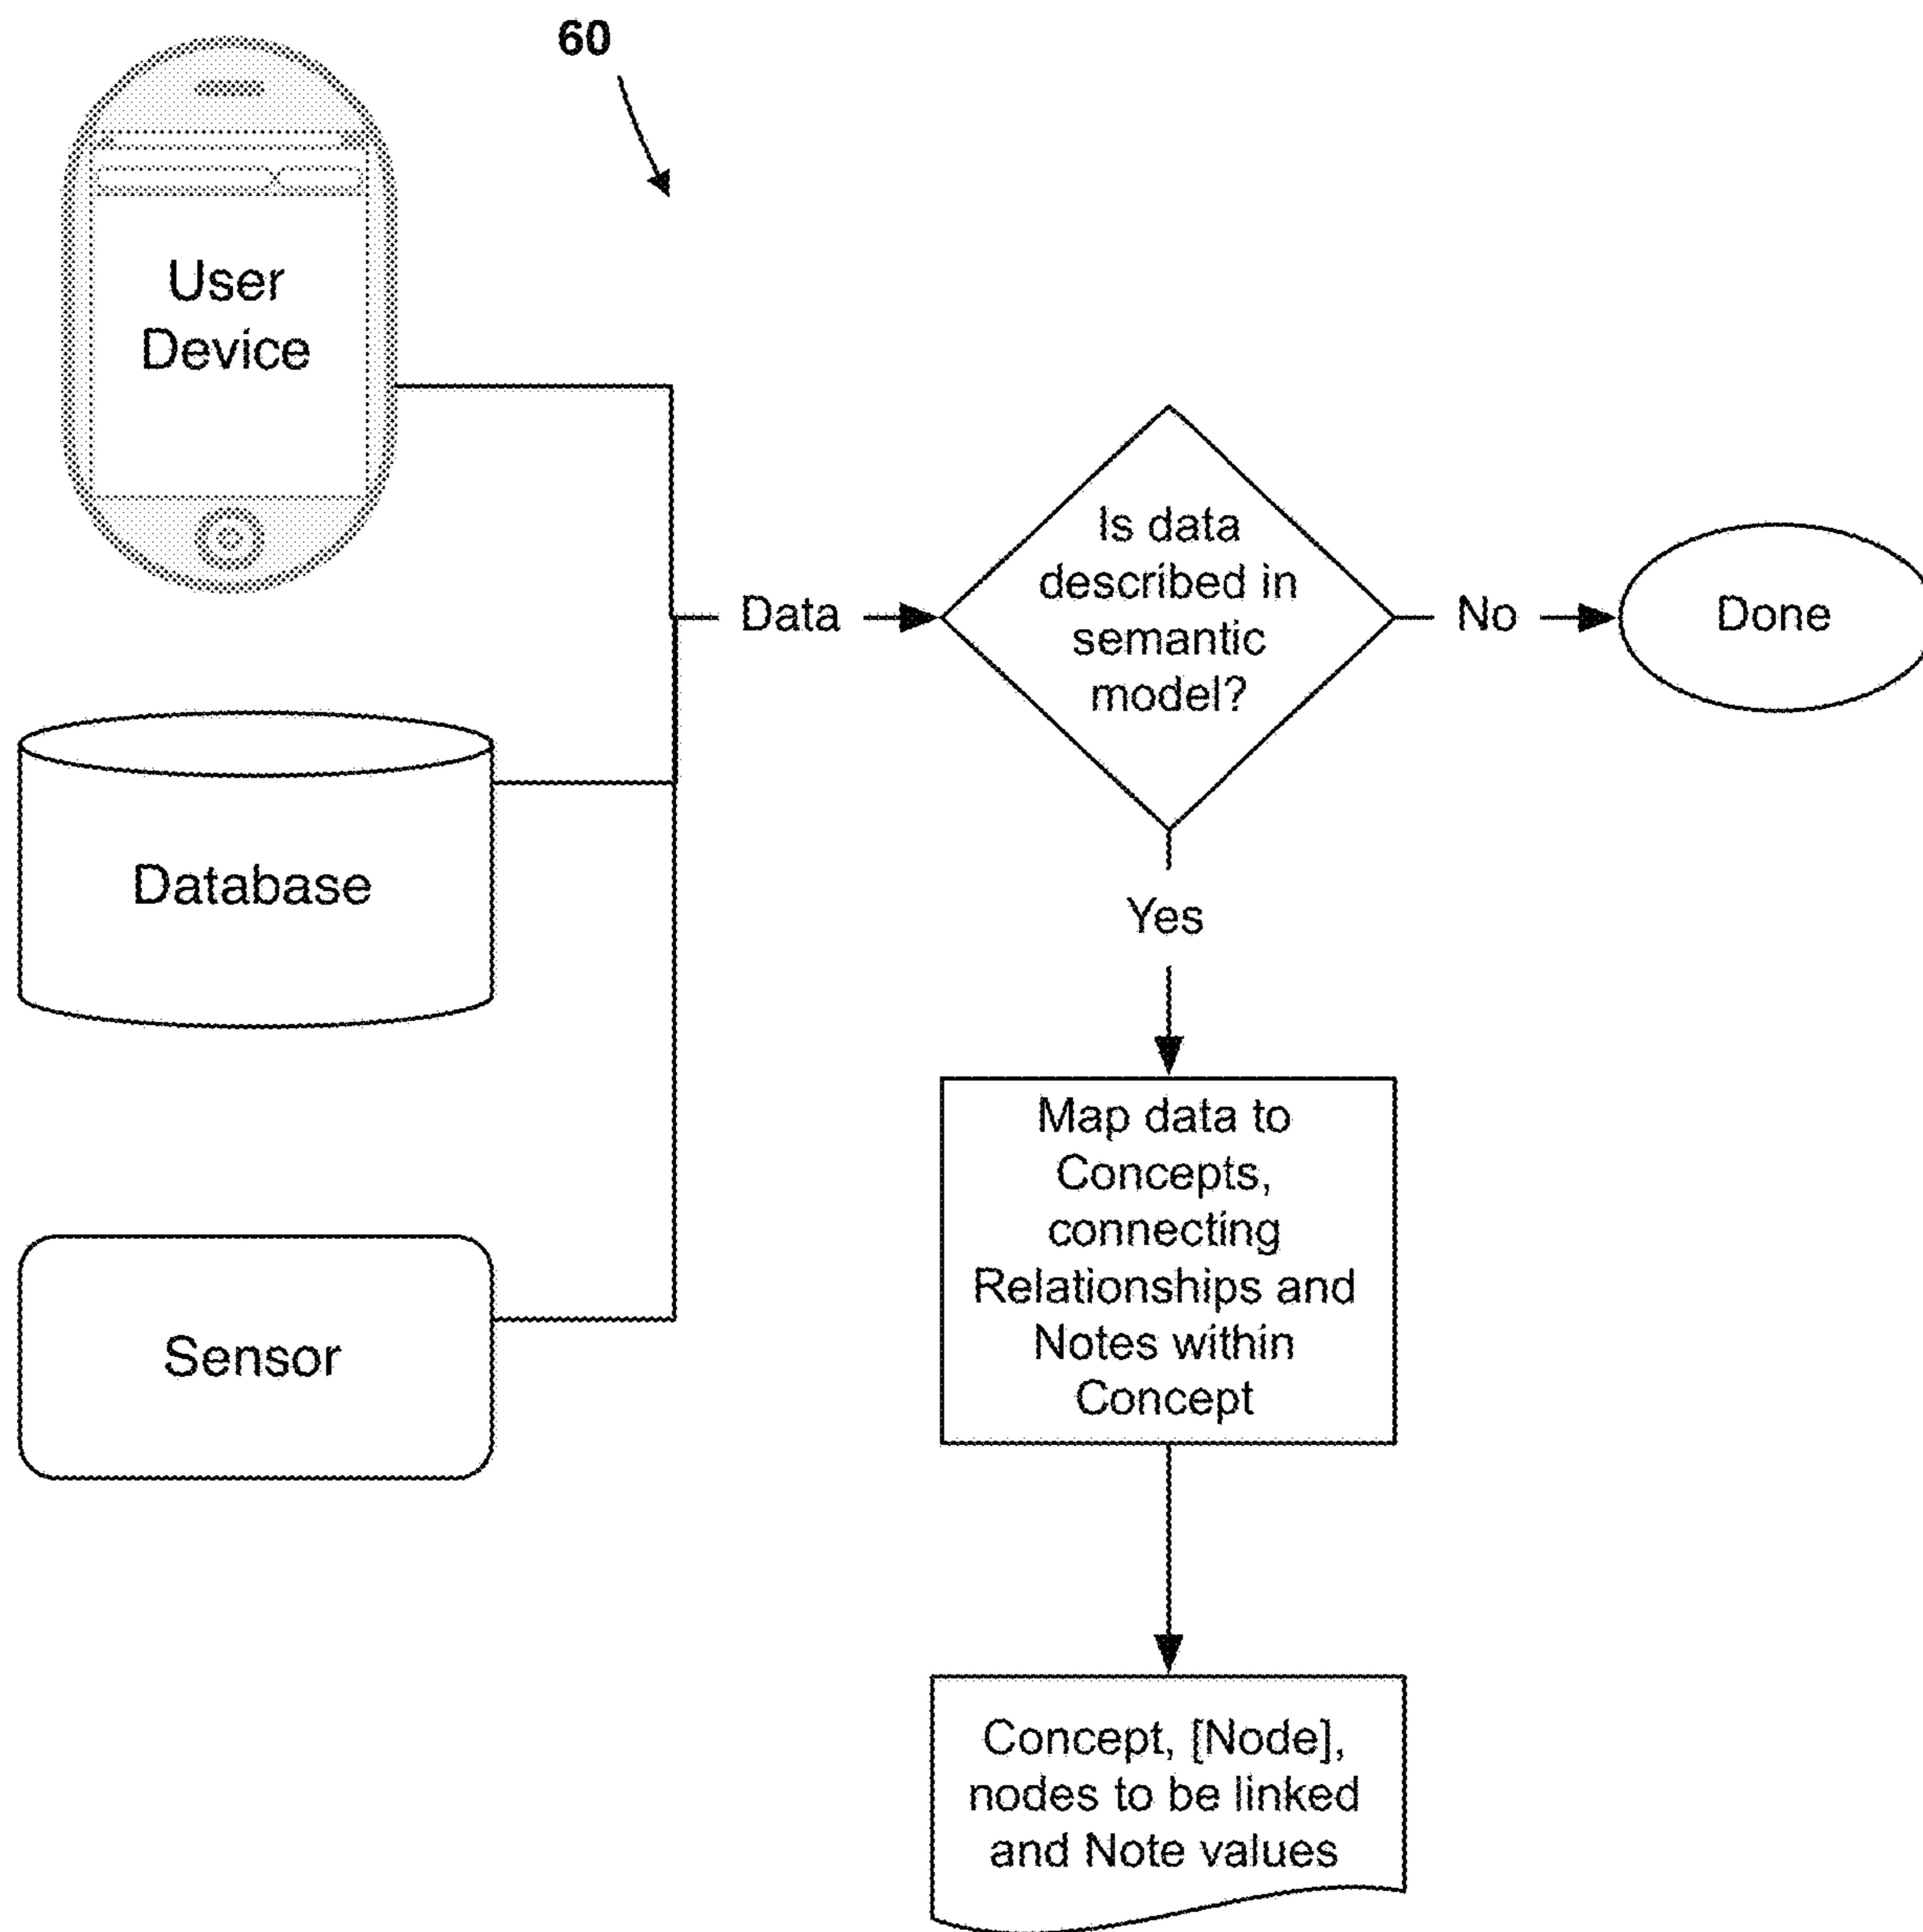 60
User
Device
Data
Is data
described in
semantic
model?
No
Done
Database
Yes
Map data to
Concepts,
connecting
Relationships and
Notes within
Concept
Sensor
Concept, [Node],
nodes to be linked
and Note values